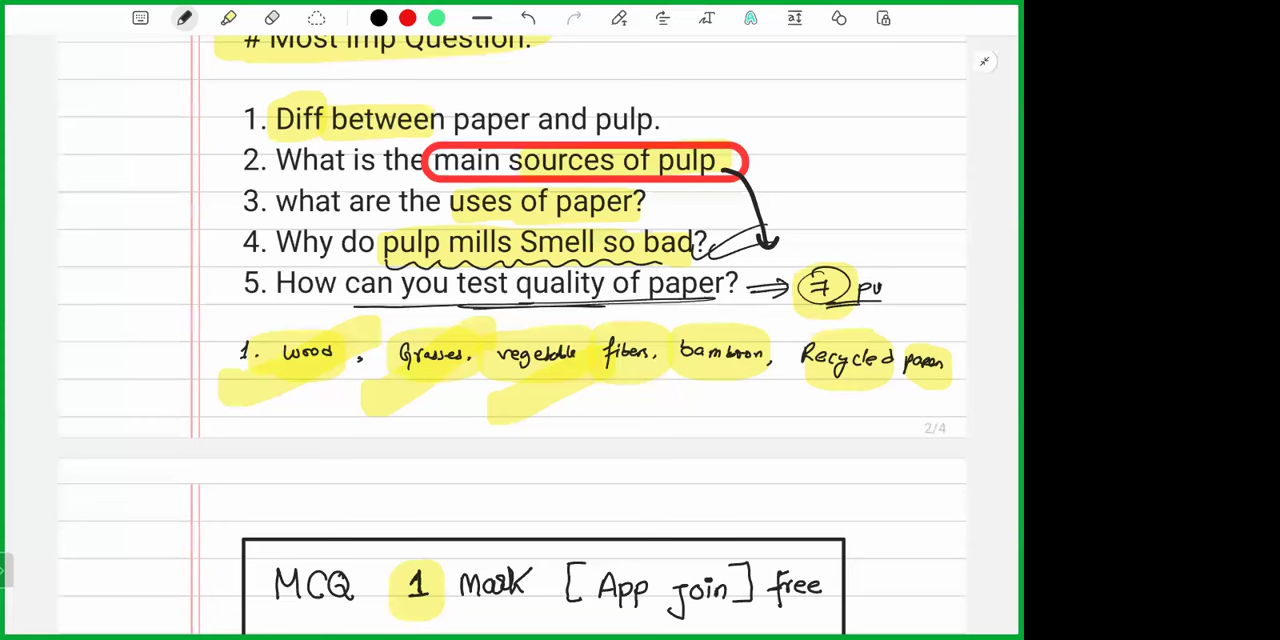 # Most Imp Question.
1. Diff between paper and pulp.
2. What is the main sources of pulp
3. what are the uses of paper?
4. Why do pulp mills Smell so bad?
5. How can you test quality of paper? ⇒ 7 pu
1. Wood, Grasses, vegetable fibers, bamboon, Recycled paper
2/4
MCQ 1 Mark [App join] free